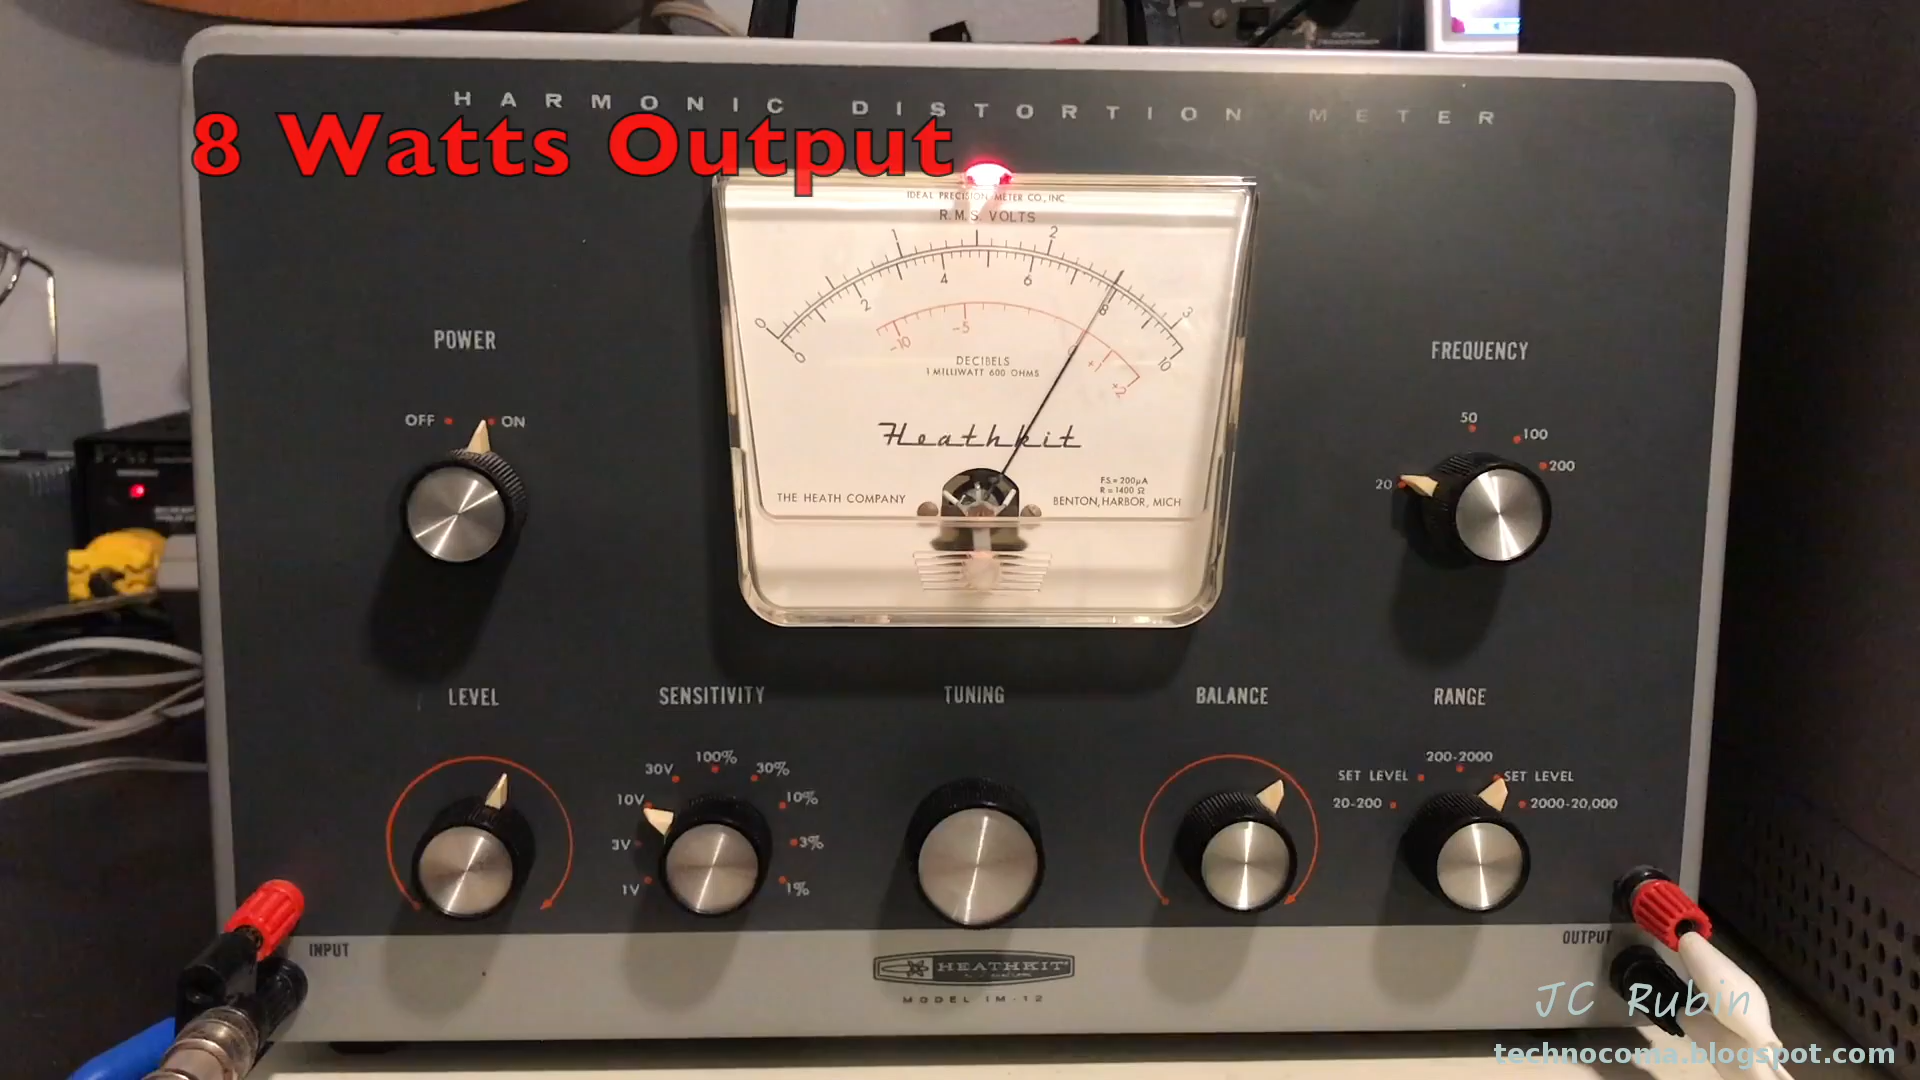 HARMONIC DISTORTION METER
8 Watts Output
IDEAL PRECISION METER CO., INC
R.M.S. VOLTS
0 1 2 3
0 2 4 6 8 10
-10 -5 0 +1 +2
DECIBELS
1 MILLIWATT 600 OHMS
Heathkit
THE HEATH COMPANY
F.S.= 200µA
R = 1400 Ω
BENTON, HARBOR, MICH
POWER
OFF ON
FREQUENCY
20 50 100 200
LEVEL
SENSITIVITY
1V 3V 10V 30V 100% 30% 10% 3% 1%
TUNING
BALANCE
RANGE
20-200 SET LEVEL 200-2000 SET LEVEL 2000-20,000
INPUT
OUTPUT
HEATHKIT
MODEL IM-12
JC Rubin
technocoma.blogspot.com